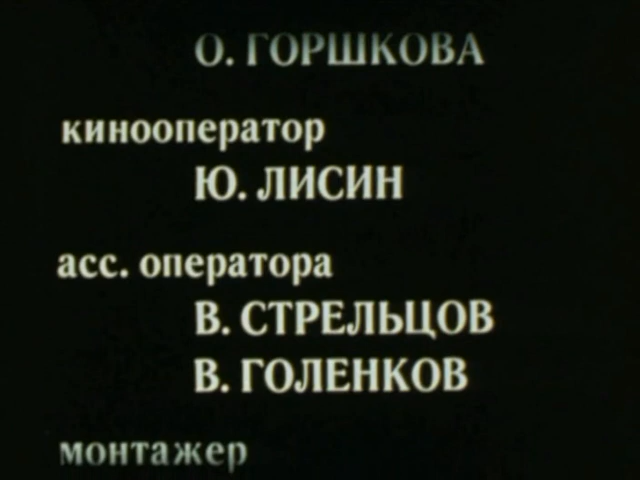 О. ГОРШКОВА
кинооператор
Ю. ЛИСИН
асс. оператора
В. СТРЕЛЬЦОВ
В. ГОЛЕНКОВ
монтажер